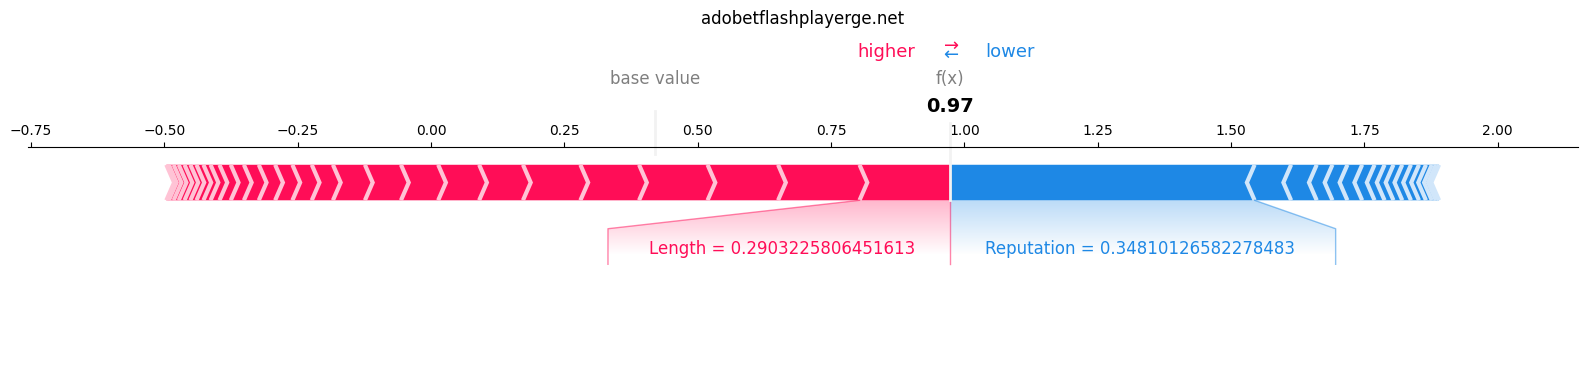 adobetflashplayerge.net
higher ⇄ lower
base value f(x)
0.97
−0.75 −0.50 −0.25 0.00 0.25 0.50 0.75 1.00 1.25 1.50 1.75 2.00
Length = 0.2903225806451613 Reputation = 0.34810126582278483